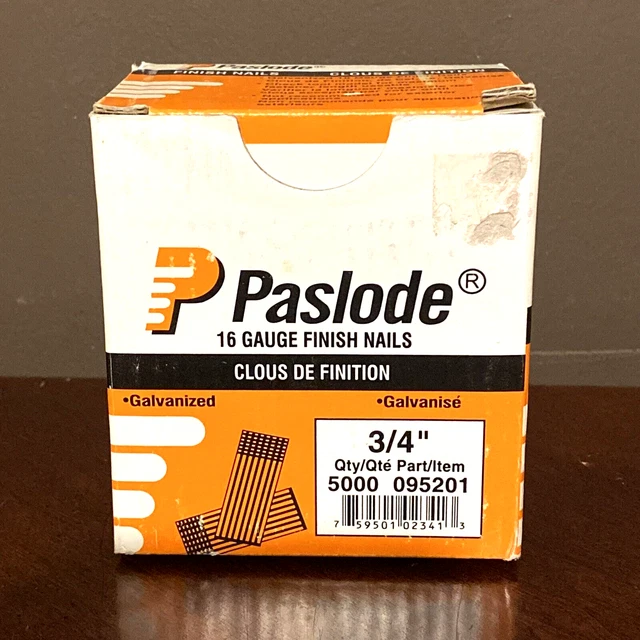 Paslode®
FINISH NAILS CLOUS DE FINITION
Paslode®
16 GAUGE FINISH NAILS
CLOUS DE FINITION
•Galvanized •Galvanisé
3/4"
Qty/Qté Part/Item
5000 095201
7 59501 02341 3